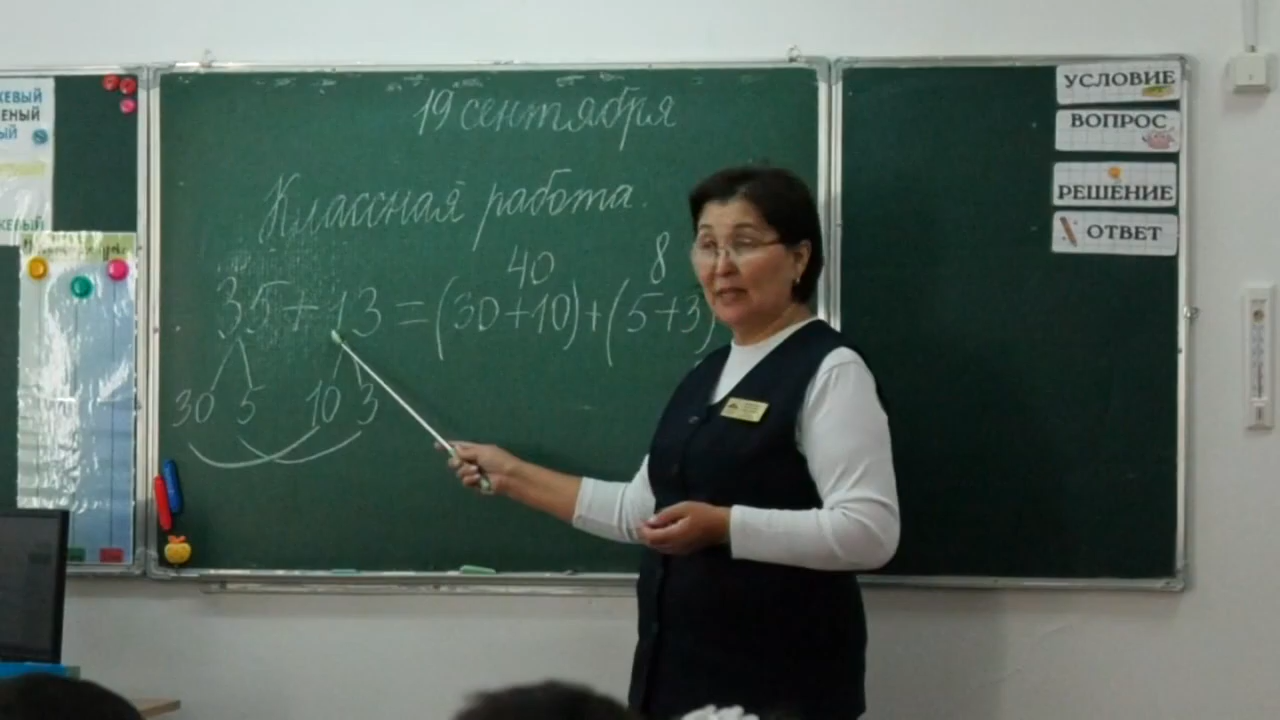 19 сентября
Классная работа.
40 8
35+13=(30+10)+(5+3)
30 5 10 3
УСЛОВИЕ
ВОПРОС
РЕШЕНИЕ
ОТВЕТ